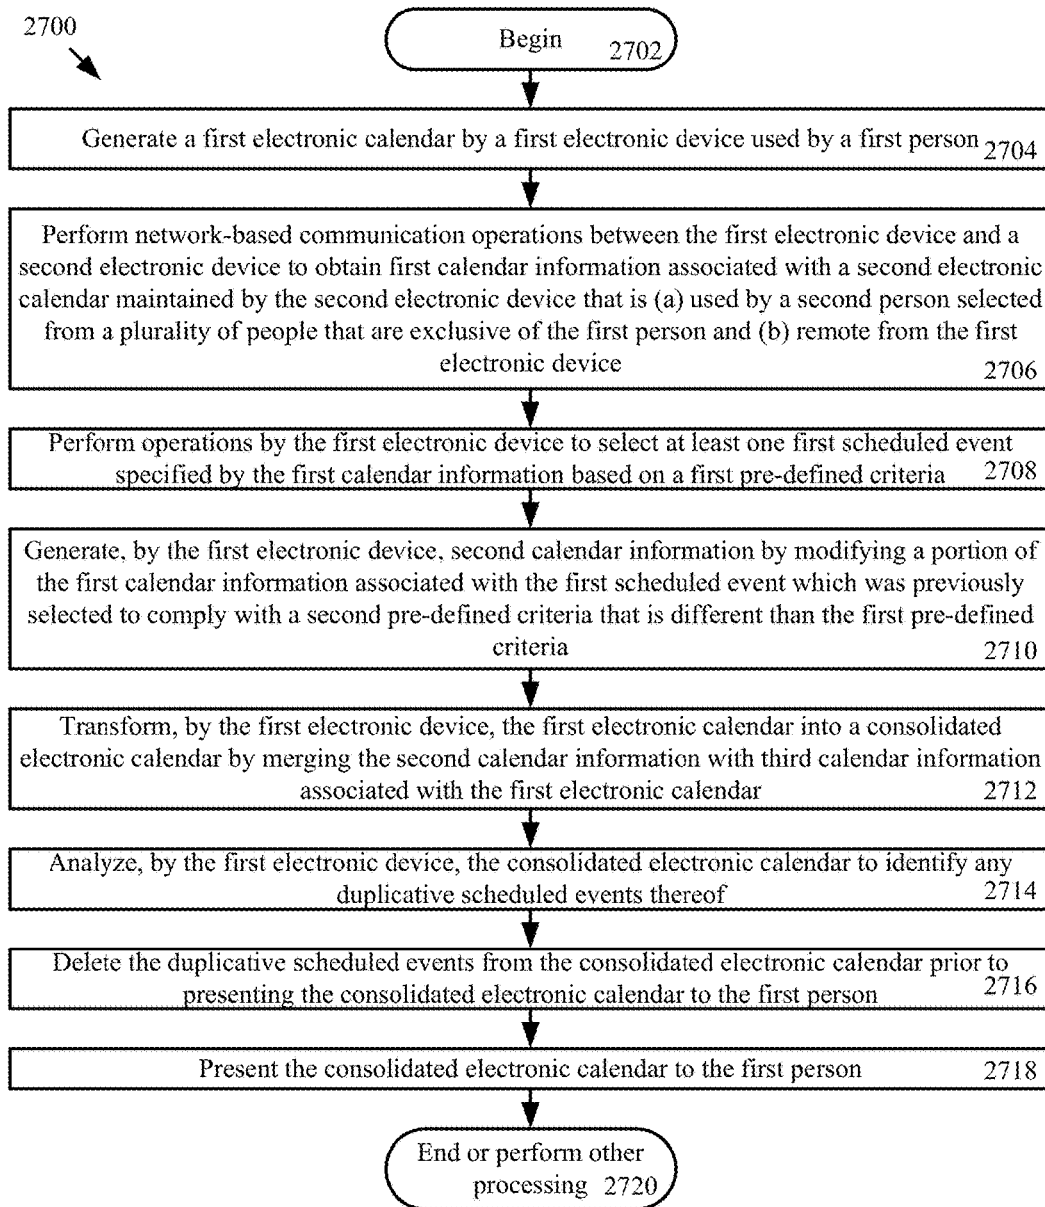 2700
Begin
2702
Generate a first electronic calendar by a first electronic device used by a first person
2704
Perform network-based communication operations between the first electronic device and a
second electronic device to obtain first calendar information associated with a second electronic
calendar maintained by the second electronic device that is (a) used by a second person selected
from a plurality of people that are exclusive of the first person and (b) remote from the first
electronic device
2706
Perform operations by the first electronic device to select at least one first scheduled event
specified by the first calendar information based on a first pre-defined criteria
2708
Generate, by the first electronic device, second calendar information by modifying a portion of
the first calendar information associated with the first scheduled event which was previously
selected to comply with a second pre-defined criteria that is different than the first pre-defined
criteria
2710
Transform, by the first electronic device, the first electronic calendar into a consolidated
electronic calendar by merging the second calendar information with third calendar information
associated with the first electronic calendar
2712
Analyze, by the first electronic device, the consolidated electronic calendar to identify any
duplicative scheduled events thereof
2714
Delete the duplicative scheduled events from the consolidated electronic calendar prior to
presenting the consolidated electronic calendar to the first person
2716
Present the consolidated electronic calendar to the first person
2718
End or perform other
processing 2720